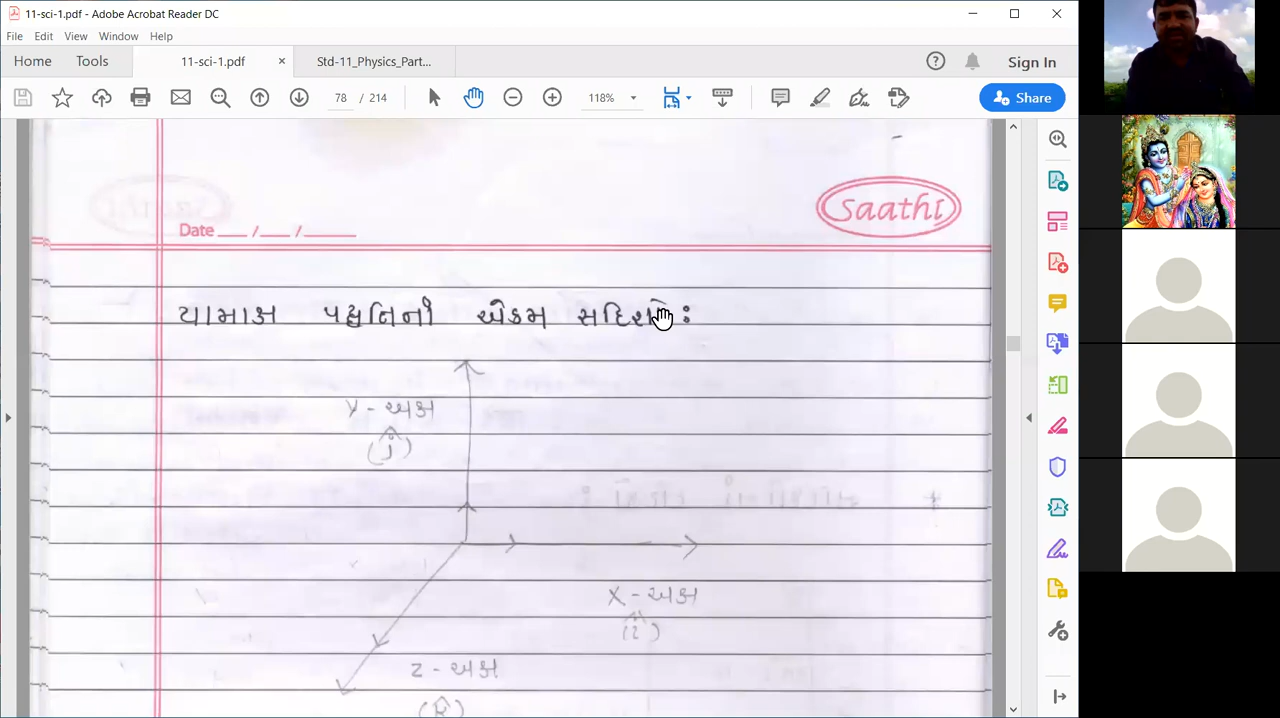 11-sci-1.pdf - Adobe Acrobat Reader DC
File Edit View Window Help
Home Tools 11-sci-1.pdf × Std-11_Physics_Part... Sign In
78 / 214 118% Share
Saathi
Date ___ / ___ / _____
યામાક્ષ પદ્ધતિનાં એકમ સદિશો :
Y - અક્ષ
(ĵ)
X - અક્ષ
(î)
Z - અક્ષ
(k̂)